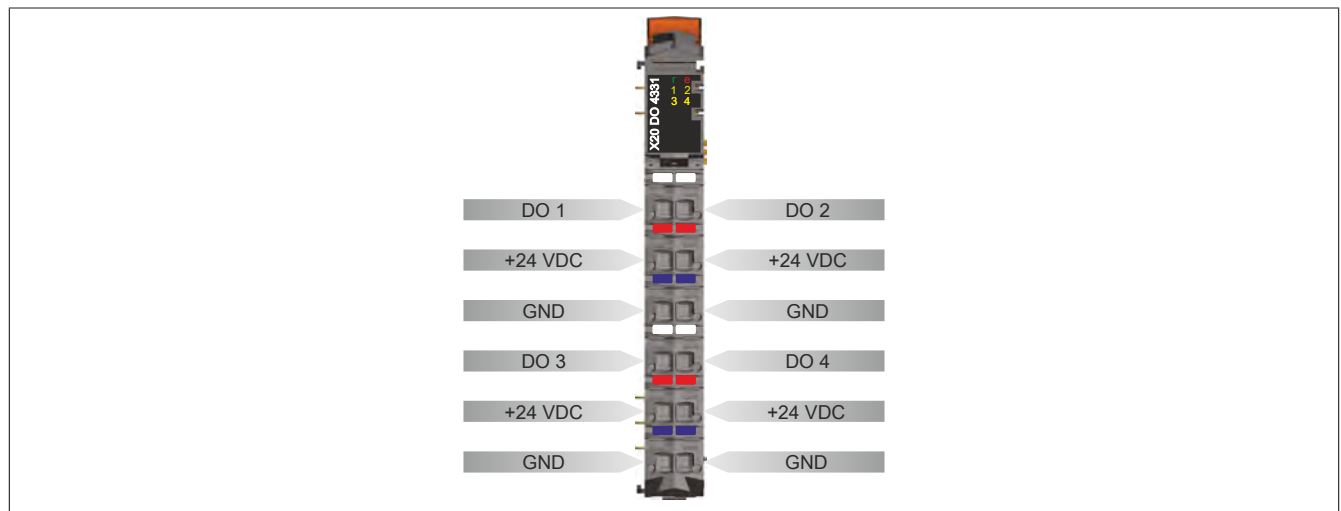 X20 DO 4331
r e
1 2
3 4
DO 1 DO 2
+24 VDC +24 VDC
GND GND
DO 3 DO 4
+24 VDC +24 VDC
GND GND